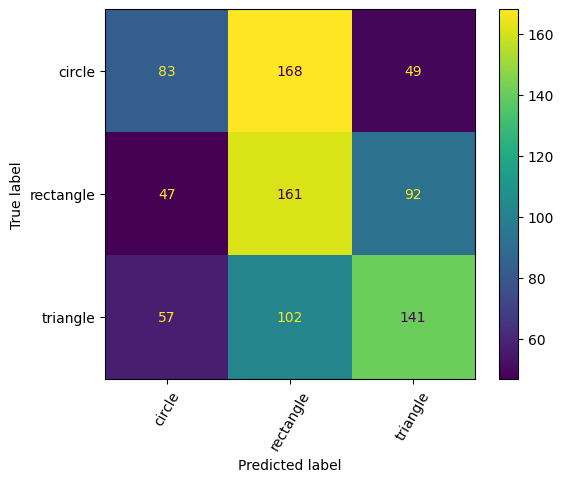 circle 83 168 49
rectangle 47 161 92
triangle 57 102 141
circle rectangle triangle
Predicted label
True label
160
140
120
100
80
60